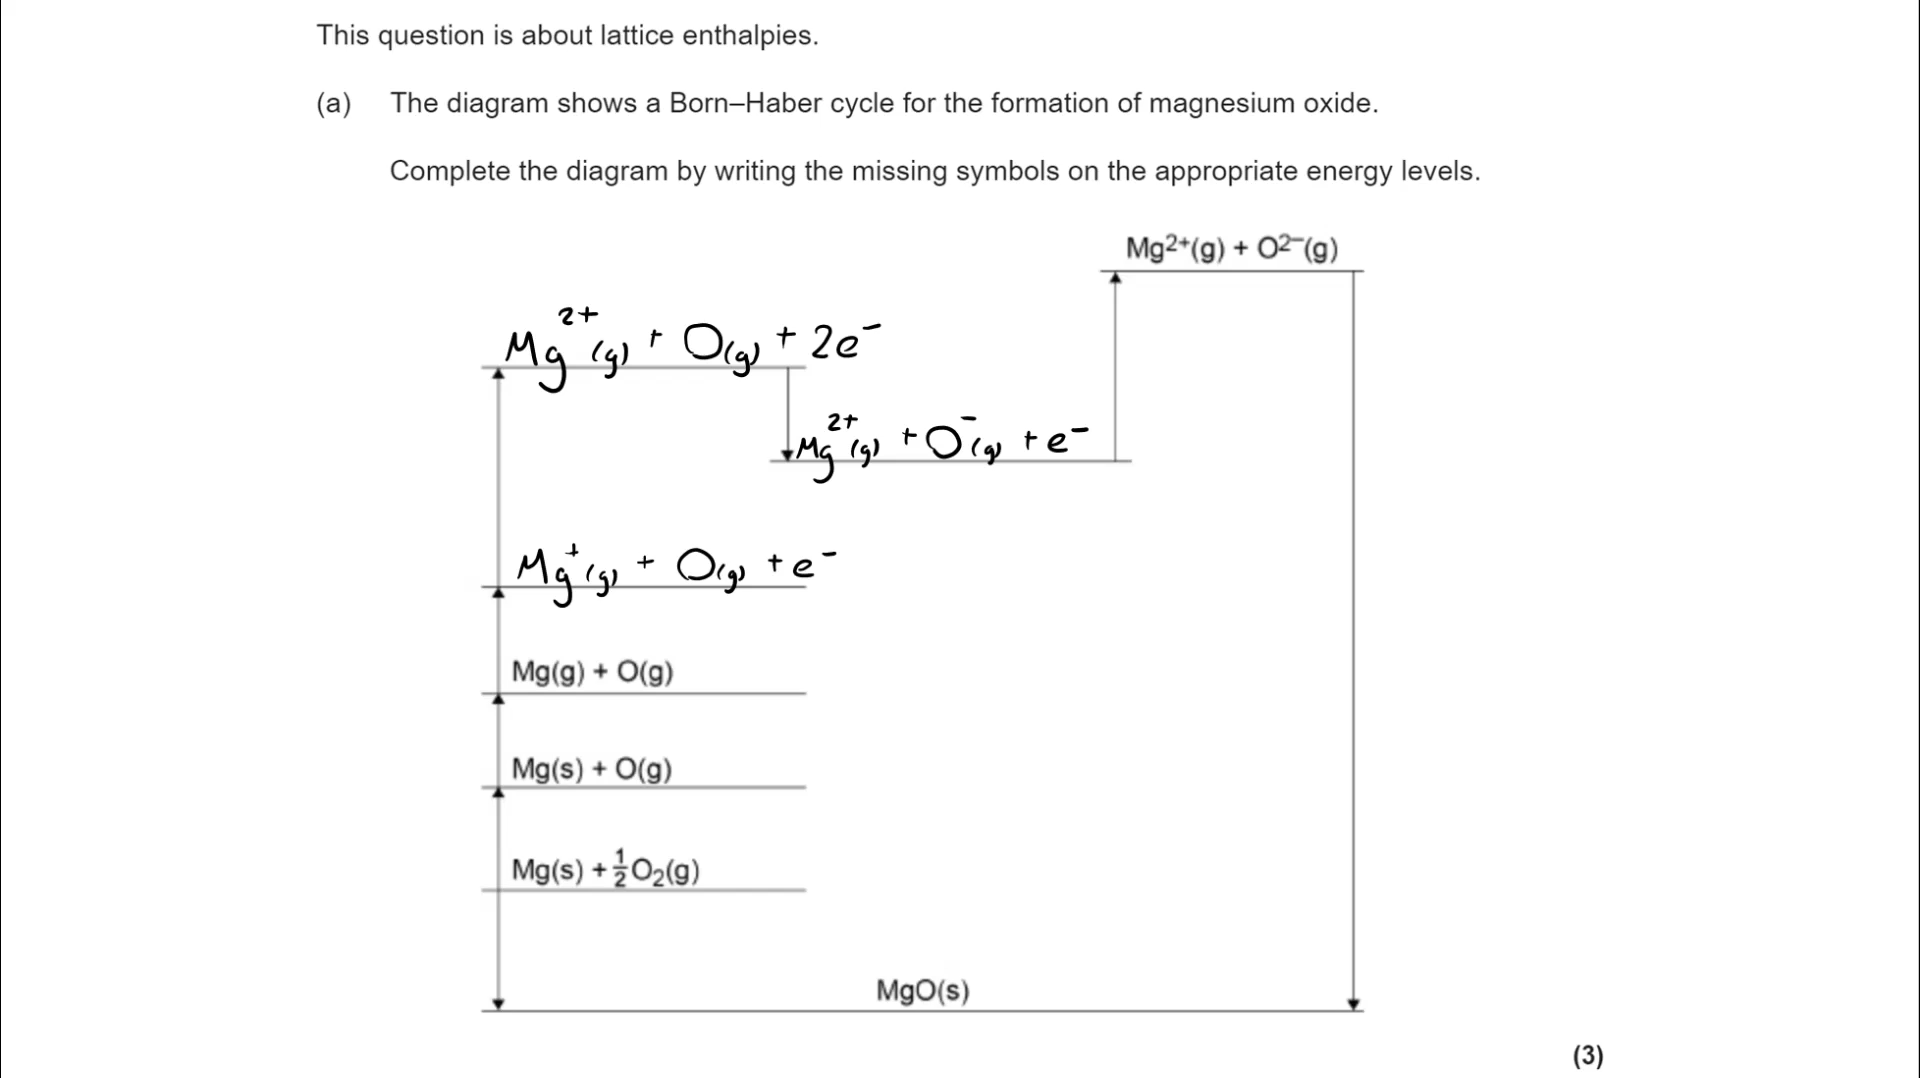 This question is about lattice enthalpies.
(a) The diagram shows a Born–Haber cycle for the formation of magnesium oxide.
Complete the diagram by writing the missing symbols on the appropriate energy levels.
Mg²⁺(g) + O²⁻(g)
Mg²⁺(g) + O(g) + 2e⁻
Mg²⁺(g) + O⁻(g) + e⁻
Mg⁺(g) + O(g) + e⁻
Mg(g) + O(g)
Mg(s) + O(g)
Mg(s) + ½O₂(g)
MgO(s)
(3)